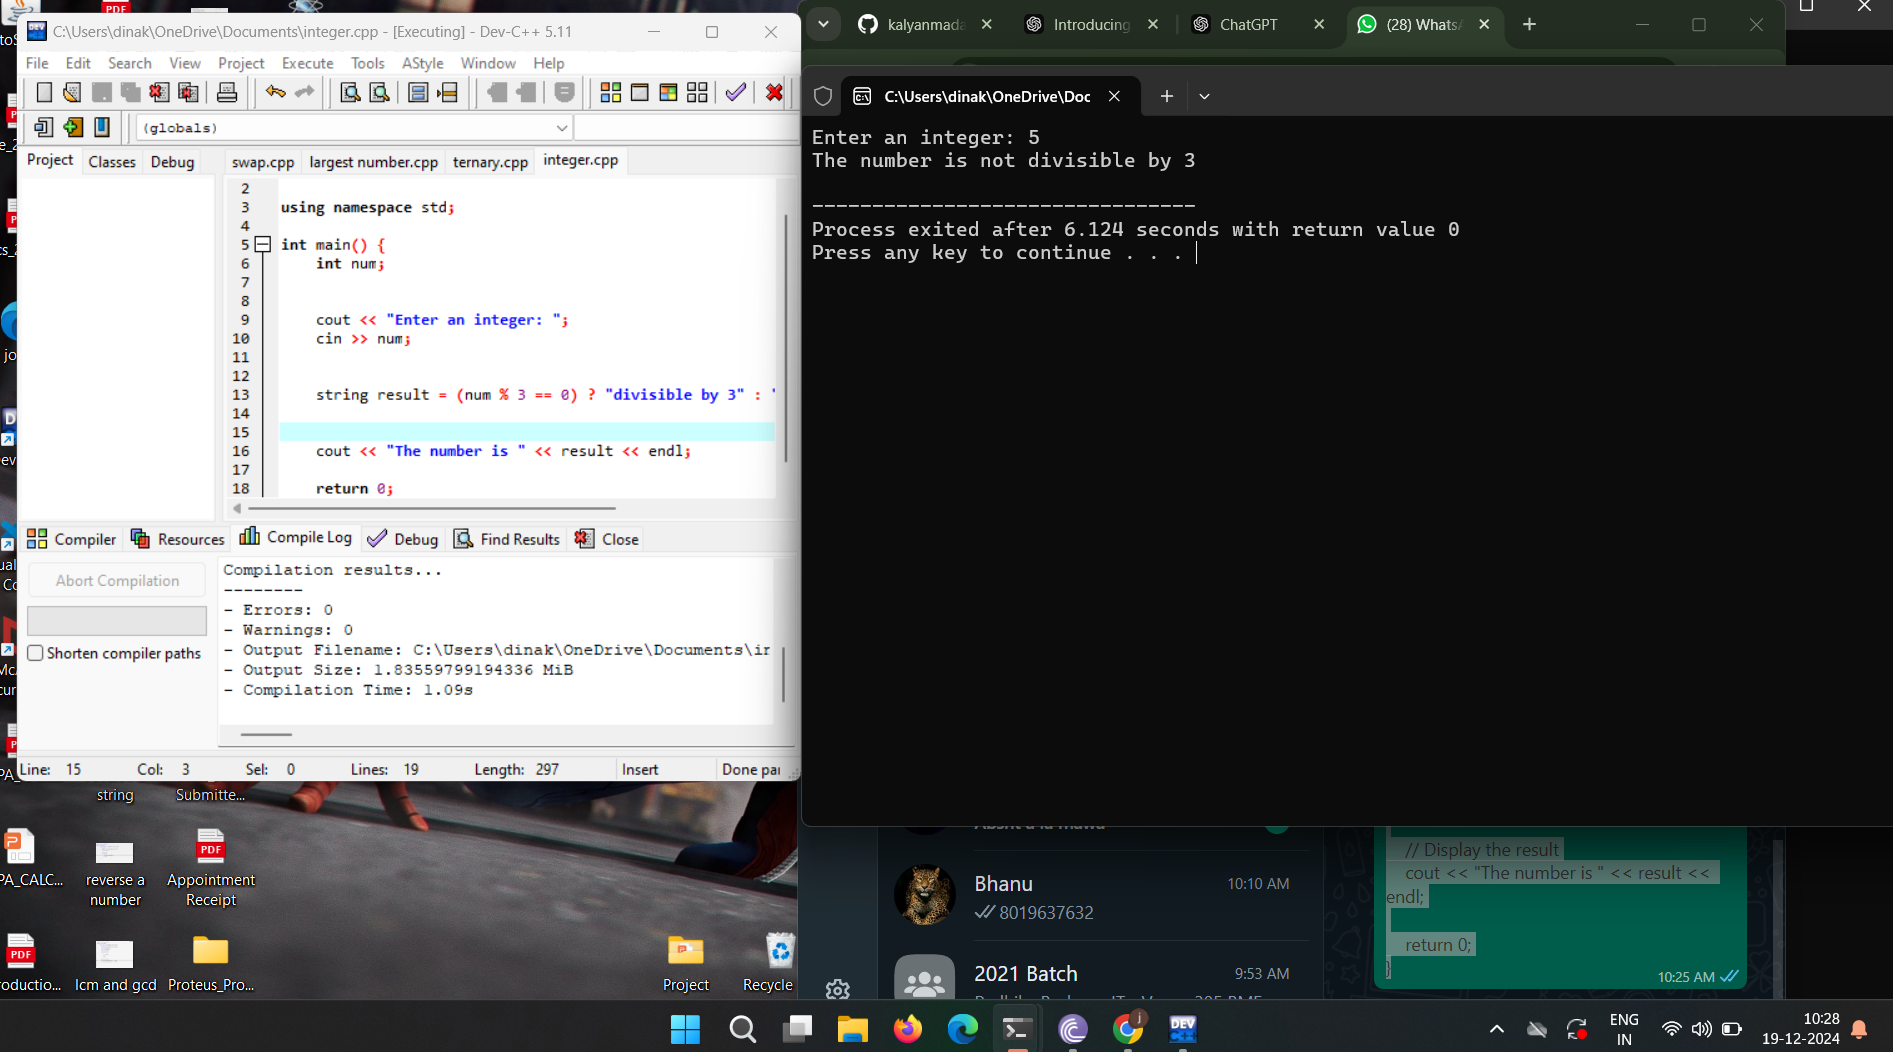 C:\Users\dinak\OneDrive\Documents\integer.cpp - [Executing] - Dev-C++ 5.11
File Edit Search View Project Execute Tools AStyle Window Help
(globals)
Project Classes Debug
swap.cpp largest number.cpp ternary.cpp integer.cpp
2
3 using namespace std;
4
5 int main() {
6 int num;
7
8
9 cout << "Enter an integer: ";
10 cin >> num;
11
12
13 string result = (num % 3 == 0) ? "divisible by 3" : "
14
15
16 cout << "The number is " << result << endl;
17
18 return 0;
Compiler Resources Compile Log Debug Find Results Close
Abort Compilation
Shorten compiler paths
Compilation results...
--------
- Errors: 0
- Warnings: 0
- Output Filename: C:\Users\dinak\OneDrive\Documents\in
- Output Size: 1.83559799194336 MiB
- Compilation Time: 1.09s
Line: 15 Col: 3 Sel: 0 Lines: 19 Length: 297 Insert Done pa
kalyanmada Introducing ChatGPT (28) WhatsA
C:\Users\dinak\OneDrive\Doc
Enter an integer: 5
The number is not divisible by 3
--------------------------------
Process exited after 6.124 seconds with return value 0
Press any key to continue . . .
string
Submitte...
PA_CALC...
reverse a number
PDF
Appointment Receipt
PDF
roductio...
lcm and gcd
Proteus_Pro...
Project
Recycle
Bhanu 10:10 AM
8019637632
2021 Batch 9:53 AM
// Display the result
cout << "The number is " << result <<
endl;
return 0;
}
10:25 AM
DEV C++
ENG
IN
10:28
19-12-2024